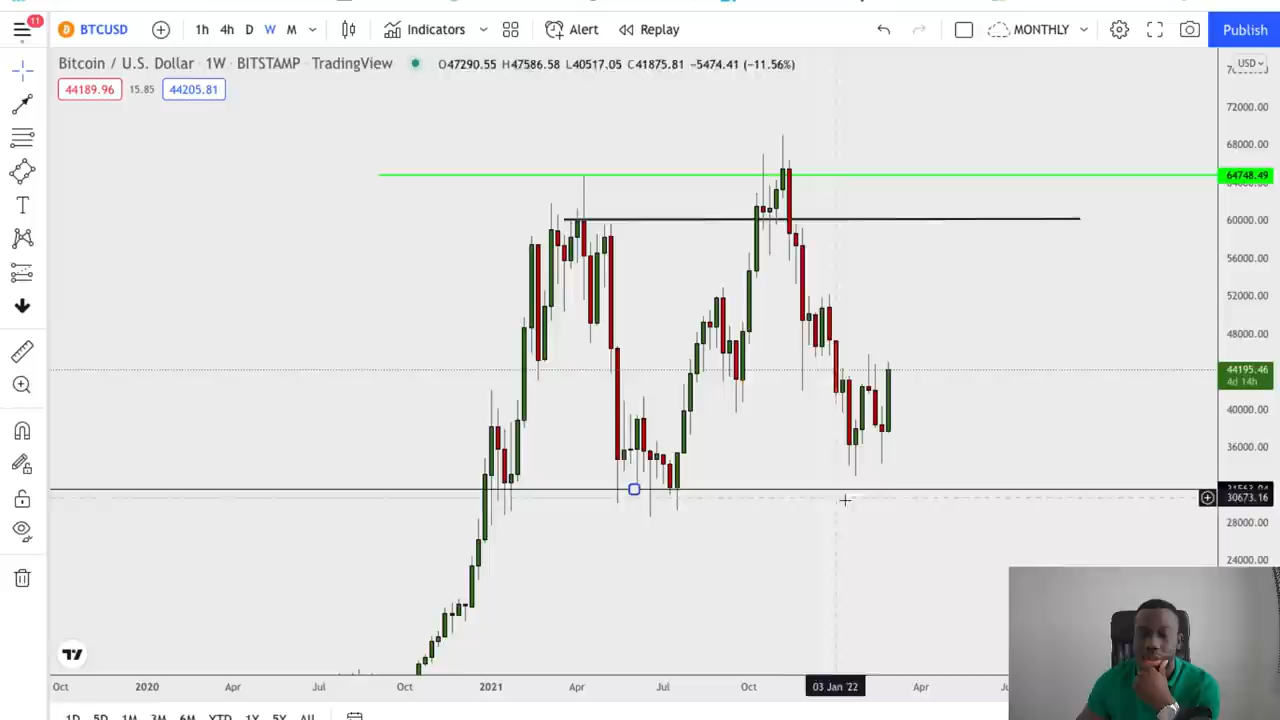 11
BTCUSD
1h 4h D W M
Indicators
Alert
Replay
MONTHLY
Publish
Bitcoin / U.S. Dollar · 1W · BITSTAMP · TradingView
O47290.55 H47586.58 L40517.05 C41875.81 −5474.41 (−11.56%)
44189.96 15.85 44205.81
USD
72000.00
68000.00
64748.49
60000.00
56000.00
52000.00
48000.00
44195.46
4d 14h
40000.00
36000.00
30673.16
28000.00
24000.00
Oct 2020 Apr Jul Oct 2021 Apr Jul Oct 03 Jan '22 Apr
1D 5D 1M 3M 6M YTD 1Y 5Y All